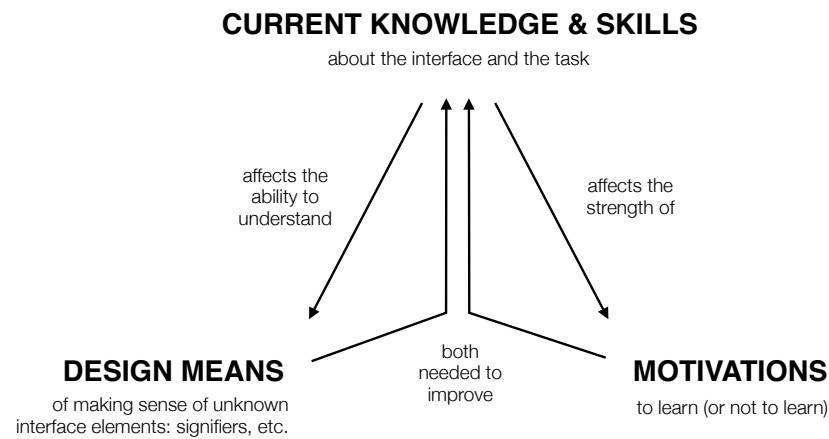 CURRENT KNOWLEDGE & SKILLS
about the interface and the task
affects the
ability to
understand
affects the
strength of
both
needed to
improve
DESIGN MEANS
of making sense of unknown
interface elements: signifiers, etc.
MOTIVATIONS
to learn (or not to learn)